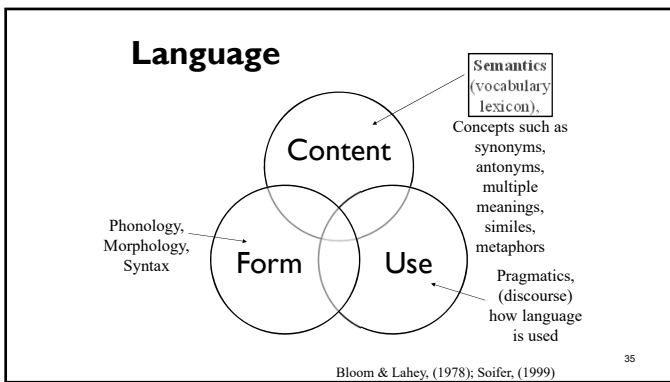 Language
Semantics
(vocabulary
lexicon),
Concepts such as
synonyms,
antonyms,
multiple
meanings,
similes,
metaphors
Content
Phonology,
Morphology,
Syntax
Form
Use
Pragmatics,
(discourse)
how language
is used
35
Bloom & Lahey, (1978); Soifer, (1999)